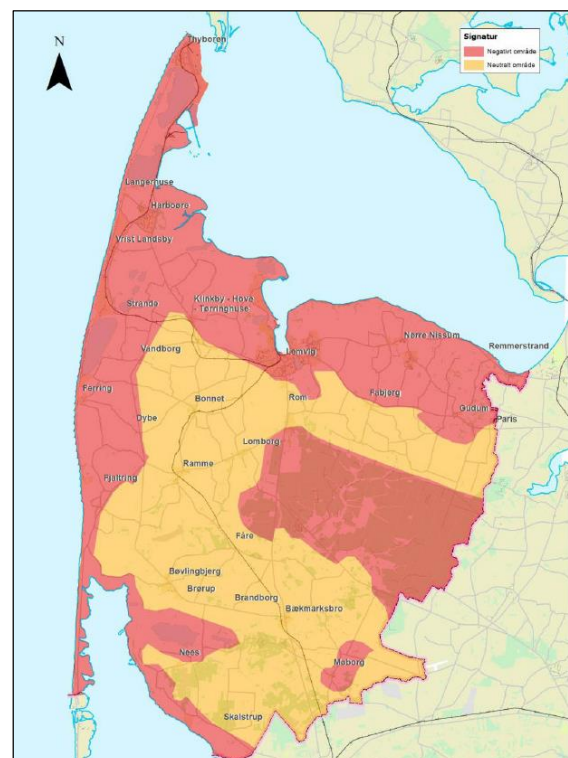 Thyborøn
N
Signatur
Negativt område
Neutralt område
Langerhuse
Harboøre
Vrist Landsby
Strande
Klinkby - Hove
- Tørringhuse
Nørre Nissum
Remmerstrand
Vandborg
Lemvig
Ferring
Bonnet
Rom
Fabjerg
Gudum
Paris
Dybe
Lomborg
Ramme
Fjaltring
Fåre
Bøvlingbjerg
Brørup
Brandborg
Bækmarksbro
Nees
Møborg
Skalstrup